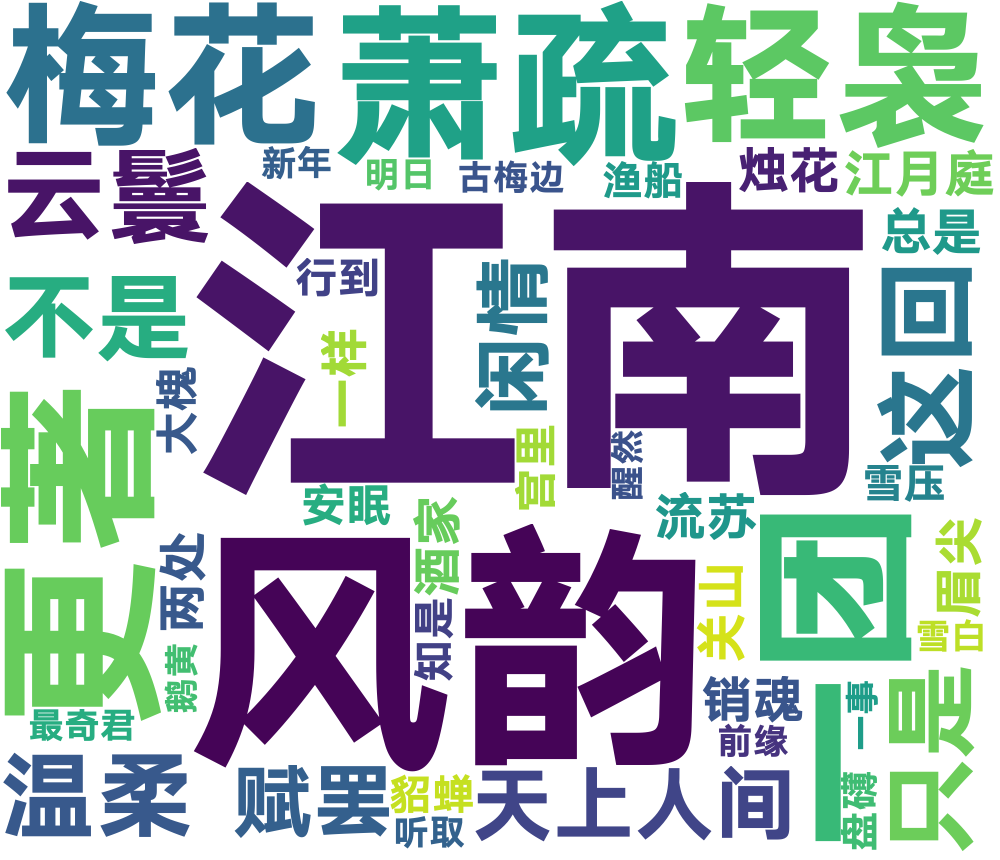 梅花
萧疏
轻袅
云鬟
新年
明日
古梅边
渔船
烛花
江月庭
江南
总是
不是
行到
闲情
这回
一样
大槐
更著
宫里
醒然
雪压
安眠
流苏
酒家
风韵
一团
眉尖
两处
知是
关山
雪白
鹅黄
最奇君
销魂
前缘
一事
只是
温柔
赋罢
貂蝉
听取
天上人间
盘礴